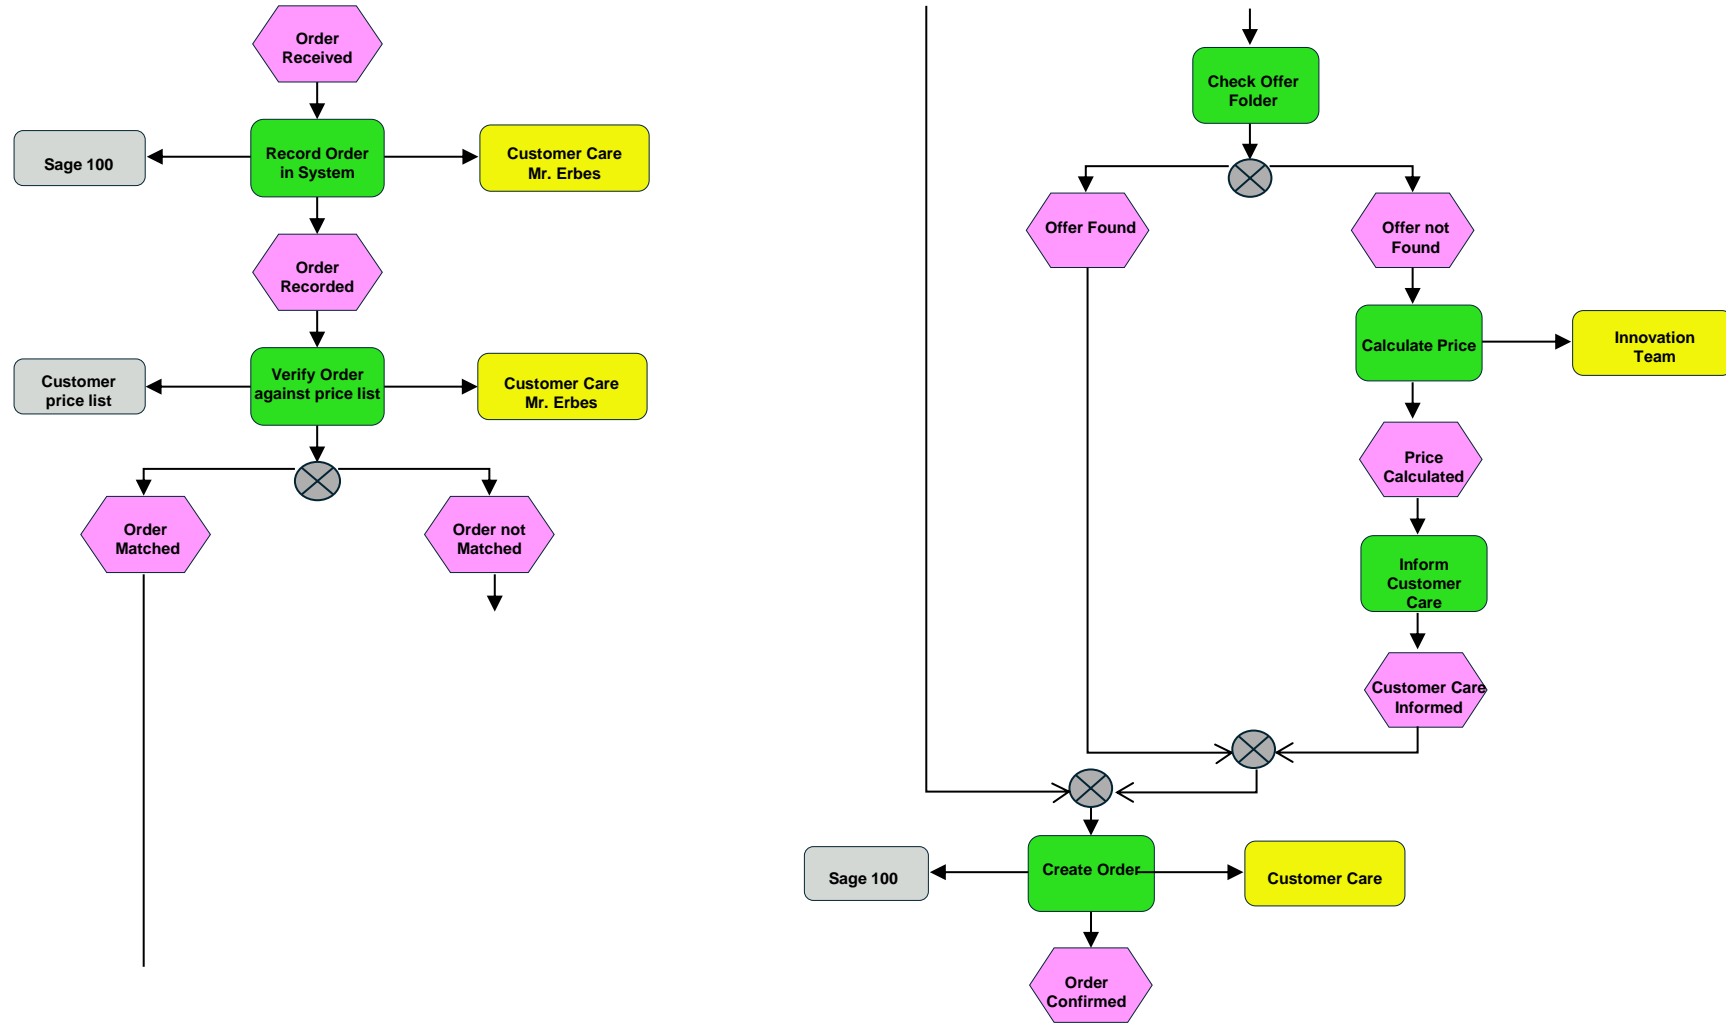 Order
Received
Sage 100
Record Order
in System
Customer Care
Mr. Erbes
Order
Recorded
Customer
price list
Verify Order
against price list
Customer Care
Mr. Erbes
Order
Matched
Order not
Matched
Check Offer
Folder
Offer Found
Offer not
Found
Calculate Price
Innovation
Team
Price
Calculated
Inform
Customer
Care
Customer Care
Informed
Sage 100
Create Order
Customer Care
Order
Confirmed